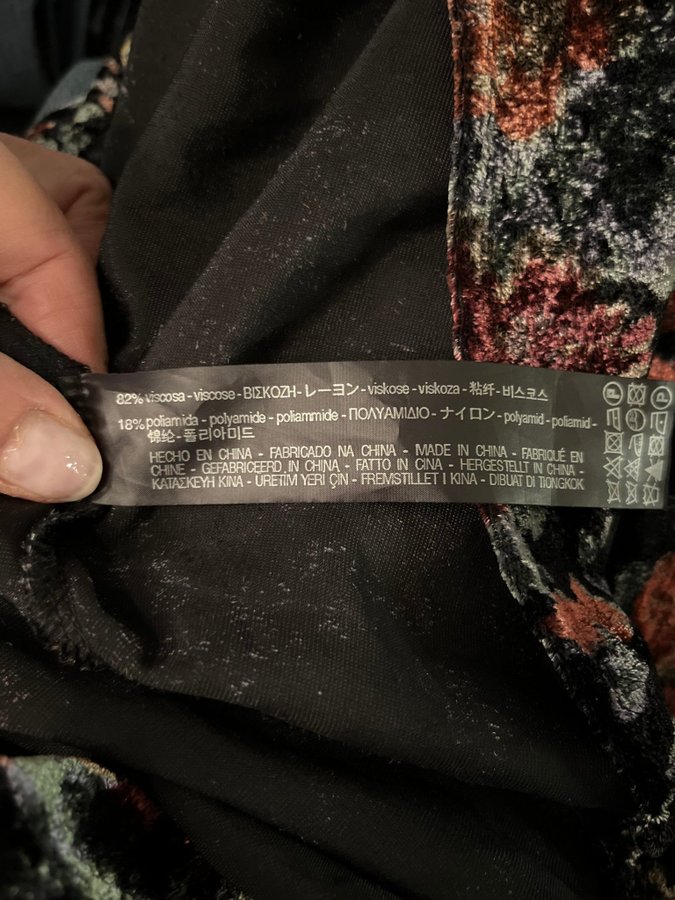 82% viscosa - viscose - ΒΙΣΚΟΖΗ - レーヨン - viskose - viskoza - 粘纤 - 비스코스
18% poliamida - polyamide - poliammide - ΠΟΛΥΑΜΙΔΙΟ - ナイロン - polyamid - poliamid -
锦纶 - 폴리아미드
HECHO EN CHINA - FABRICADO NA CHINA - MADE IN CHINA - FABRIQUÉ EN
CHINE - GEFABRICEERD IN CHINA - FATTO IN CINA - HERGESTELLT IN CHINA -
ΚΑΤΑΣΚΕΥΗ ΚΙΝΑ - ÜRETIM YERI ÇIN - FREMSTILLET I KINA - DIBUAT DI TIONGKOK